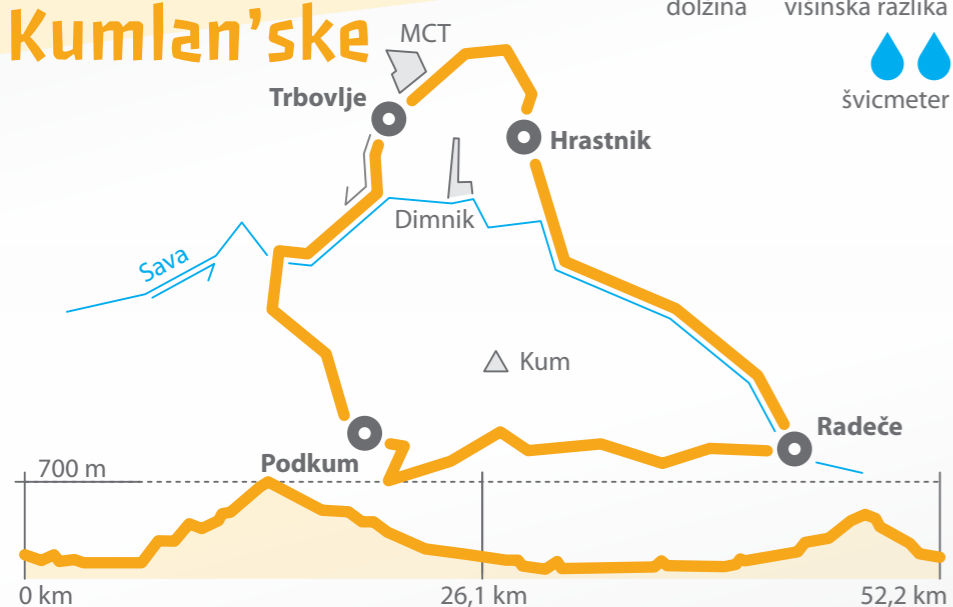 dolžina višinska razlika
Kumlan’ske
MCT
švicmeter
Trbovlje
Hrastnik
Dimnik
Sava
Kum
Radeče
Podkum
700 m
0 km 26,1 km 52,2 km